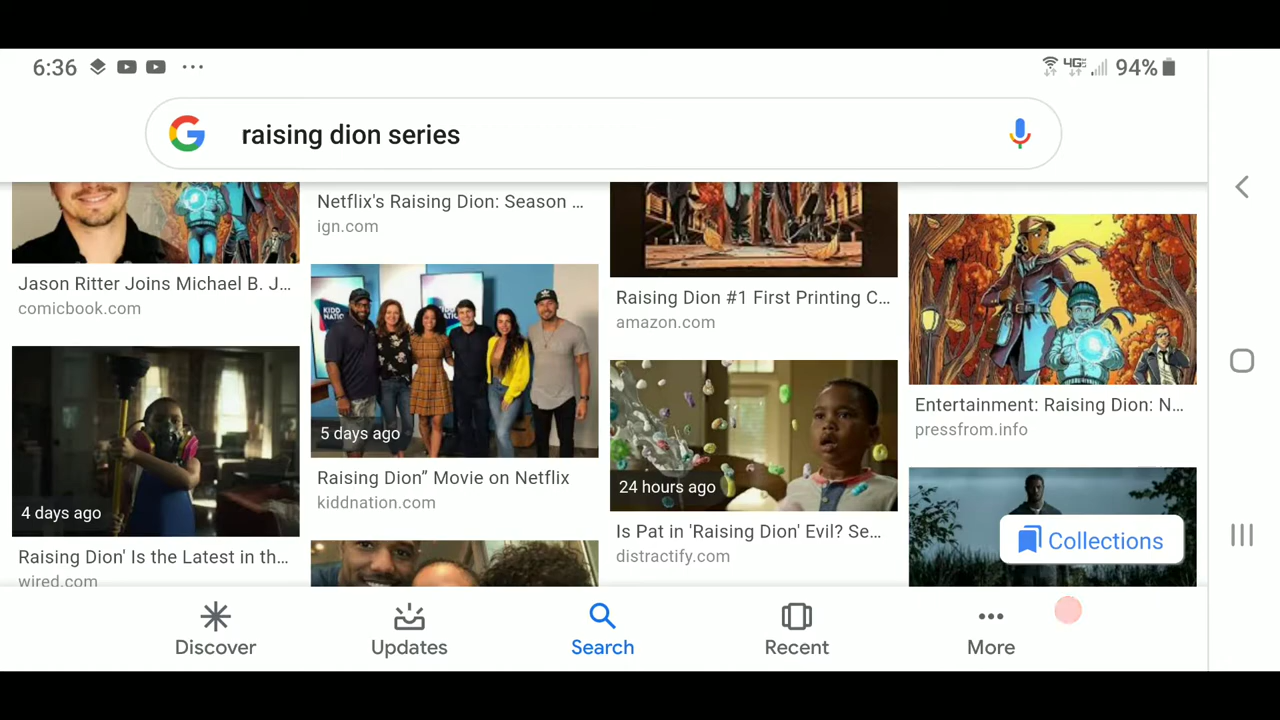 6:36 ... 4G 94%
raising dion series
Jason Ritter Joins Michael B. J...
comicbook.com
4 days ago
Raising Dion' Is the Latest in th...
wired.com
Netflix's Raising Dion: Season ...
ign.com
KIDD
NATION
5 days ago
Raising Dion” Movie on Netflix
kiddnation.com
Raising Dion #1 First Printing C...
amazon.com
24 hours ago
Is Pat in 'Raising Dion' Evil? Se...
distractify.com
Entertainment: Raising Dion: N...
pressfrom.info
Collections
Discover
Updates
Search
Recent
More